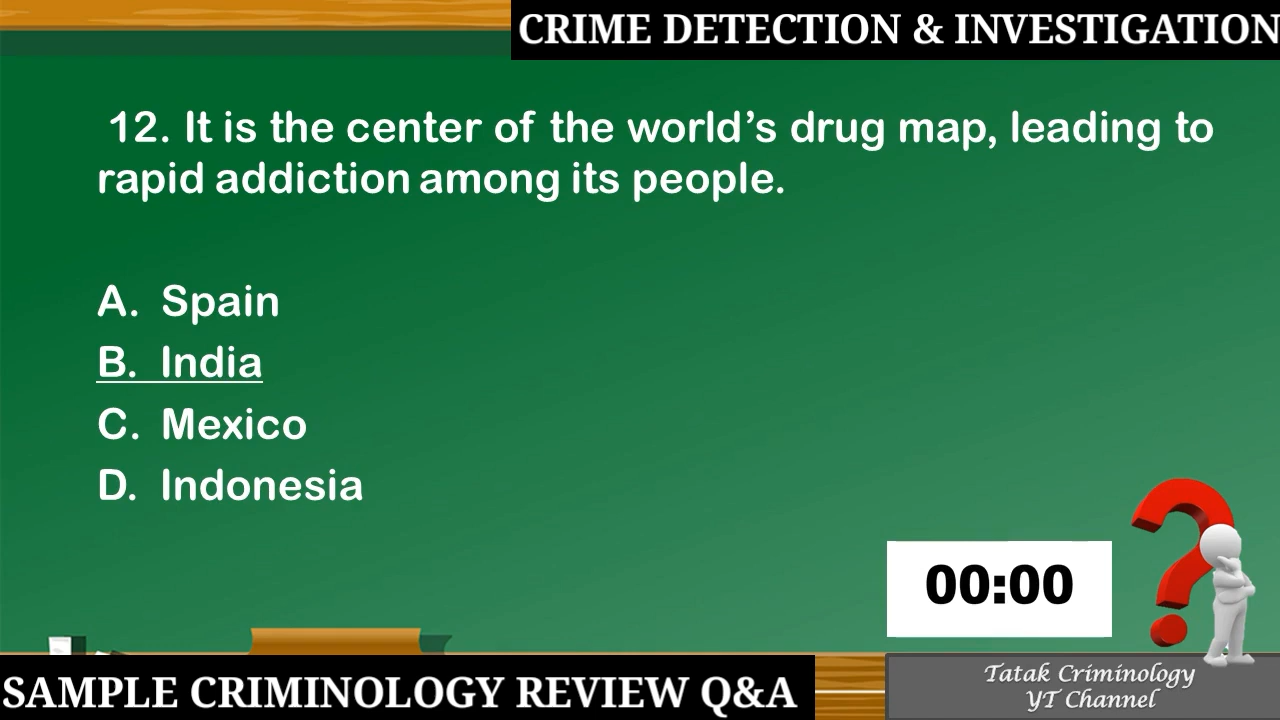 CRIME DETECTION & INVESTIGATION
12. It is the center of the world’s drug map, leading to
rapid addiction among its people.
A. Spain
B. India
C. Mexico
D. Indonesia
00:00
SAMPLE CRIMINOLOGY REVIEW Q&A
Tatak Criminology
YT Channel